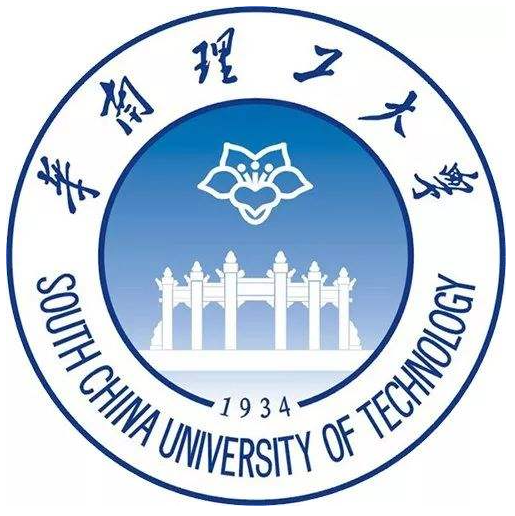 华南理工大学
1934
SOUTH CHINA UNIVERSITY OF TECHNOLOGY